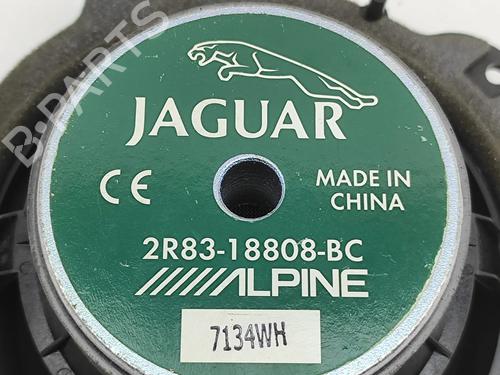 B-PARTS
JAGUAR
CE
MADE IN
CHINA
2R83-18808-BC
ALPINE
7134WH